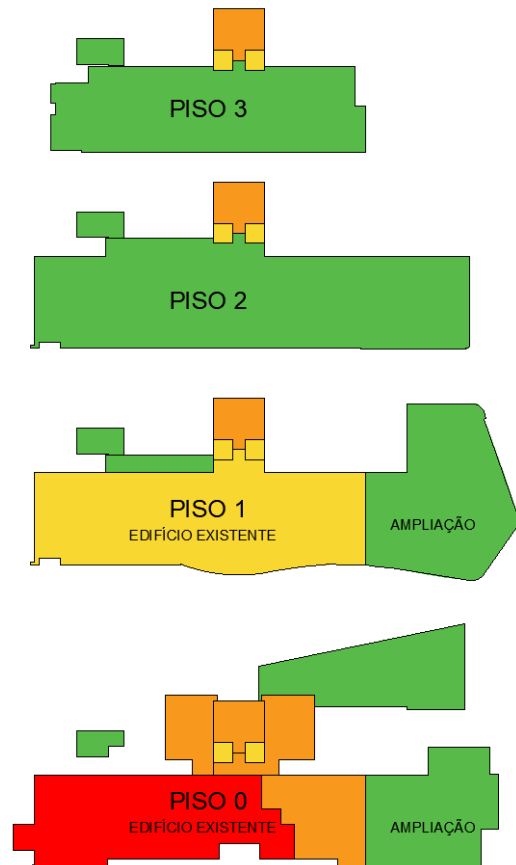 PISO 3
PISO 2
PISO 1
EDIFÍCIO EXISTENTE
AMPLIAÇÃO
PISO 0
EDIFÍCIO EXISTENTE
AMPLIAÇÃO